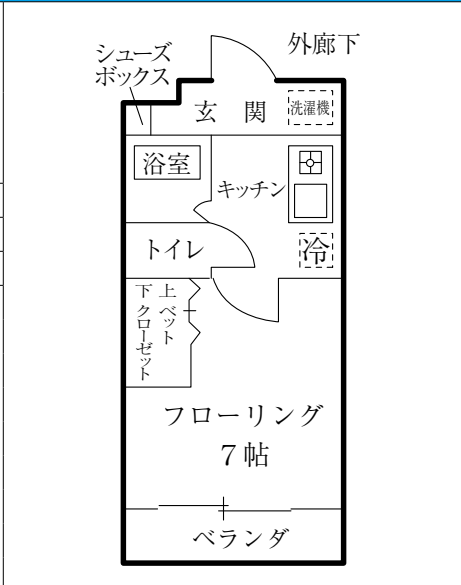 外廊下
シューズ
ボックス
玄関
洗濯機
浴室
キッチン
トイレ
冷
上 ベット
下 クローゼット
フローリング
7帖
ベランダ